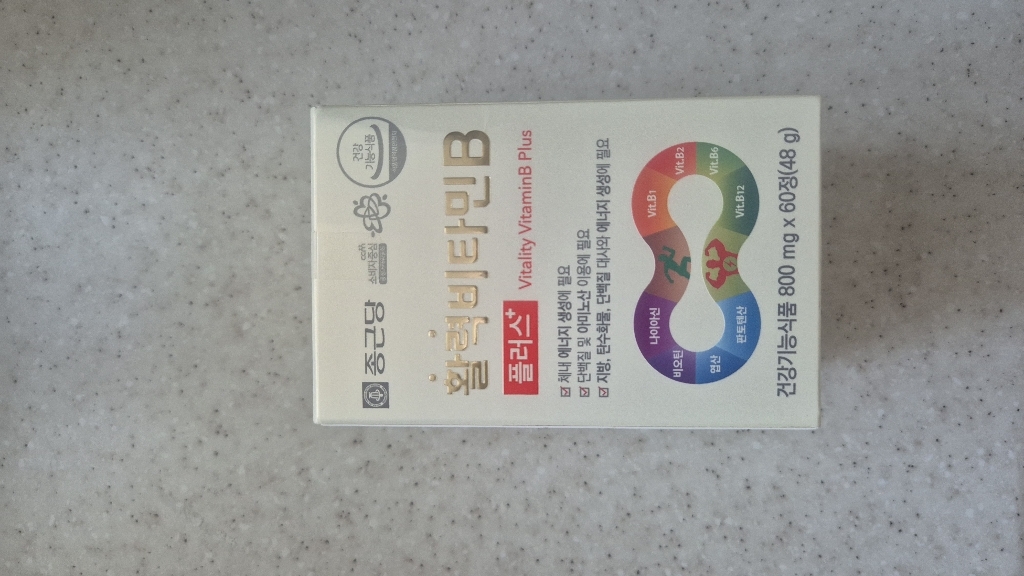 종근당
소비자중심
건강
기능식품
활력비타민B
플러스+ Vitality VitaminB Plus
체내 에너지 생성에 필요
단백질 및 아미노산 이용에 필요
지방, 탄수화물, 단백질 대사와 에너지 생성에 필요
나이아신
Vit.B1
Vit.B2
비오틴
Vit.B6
엽산
판토텐산
Vit.B12
건강기능식품 800 mg x 60정(48 g)